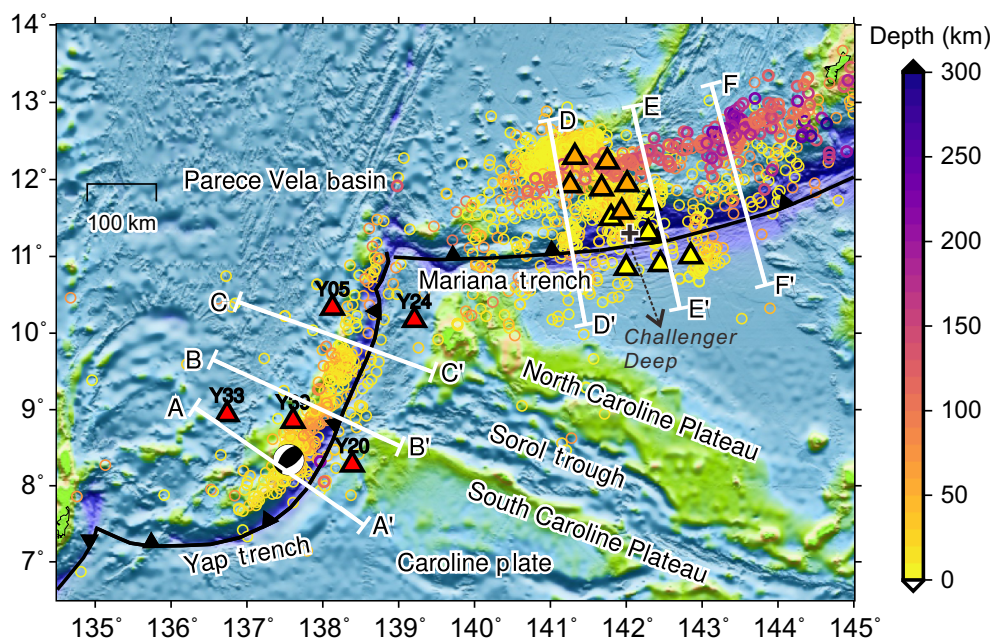 14˚
13˚
12˚
11˚
10˚
9˚
8˚
7˚
135˚
136˚
137˚
138˚
139˚
140˚
141˚
142˚
143˚
144˚
145˚
Depth (km)
300
250
200
150
100
50
0
Parece Vela basin
100 km
D
E
F
Mariana trench
D'
E'
F'
Challenger
Deep
C
Y05
Y24
C'
B
Y33
A
B'
Y20
A'
North Caroline Plateau
Sorol trough
South Caroline Plateau
Yap trench
Caroline plate